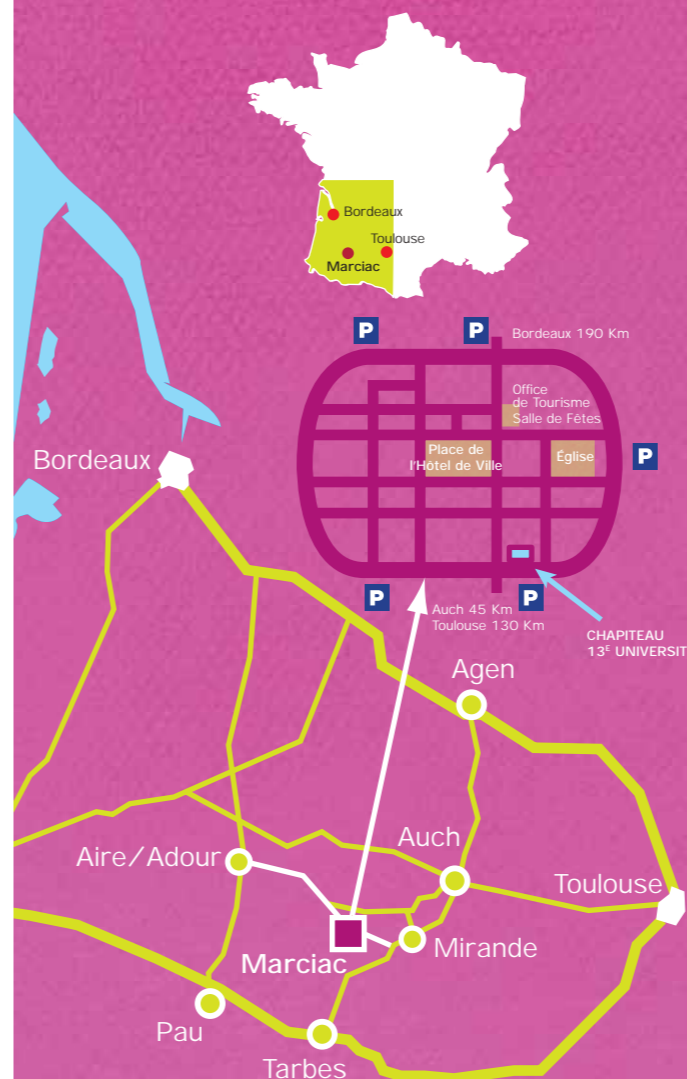 Bordeaux
Toulouse
Marciac
P
P
Bordeaux 190 Km
Office
de Tourisme
Salle de Fêtes
Place de
l'Hôtel de Ville
Église
P
P
P
Auch 45 Km
Toulouse 130 Km
CHAPITEAU
13E UNIVERSIT
Bordeaux
Agen
Auch
Aire/Adour
Toulouse
Marciac
Mirande
Pau
Tarbes